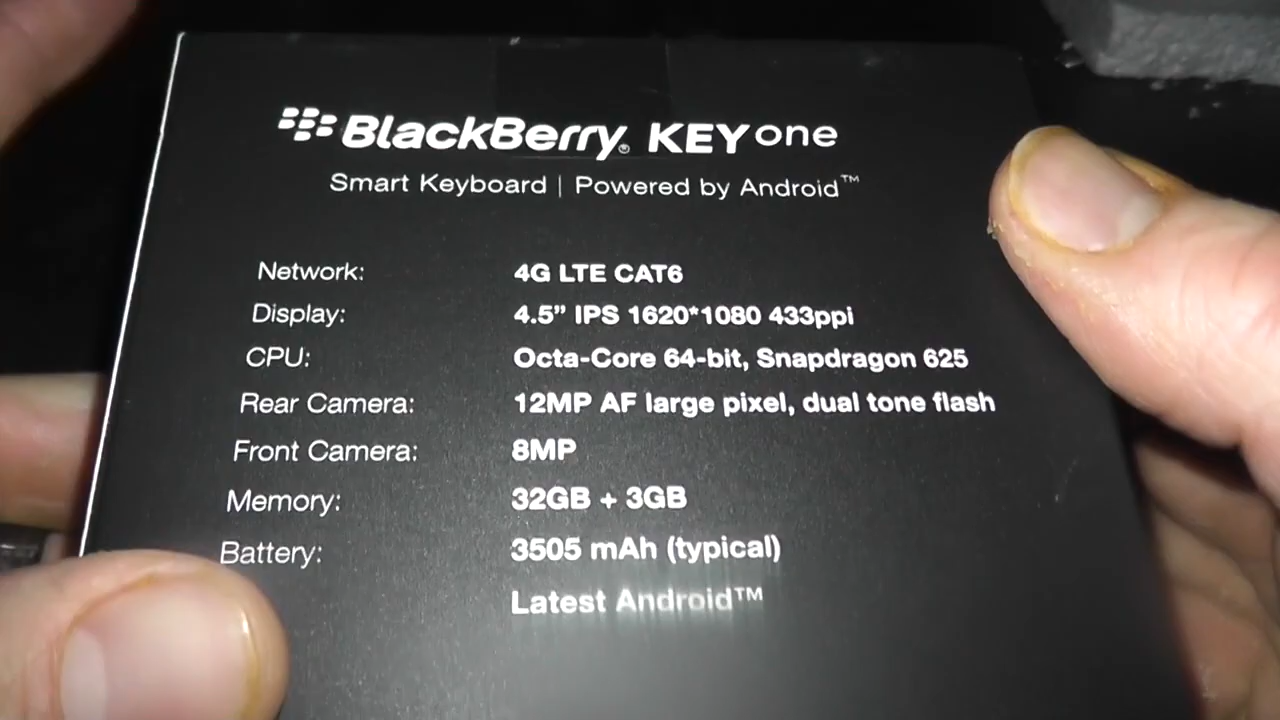 BlackBerry® KEYone
Smart Keyboard | Powered by Android™
Network: 4G LTE CAT6
Display: 4.5” IPS 1620*1080 433ppi
CPU: Octa-Core 64-bit, Snapdragon 625
Rear Camera: 12MP AF large pixel, dual tone flash
Front Camera: 8MP
Memory: 32GB + 3GB
Battery: 3505 mAh (typical)
Latest Android™